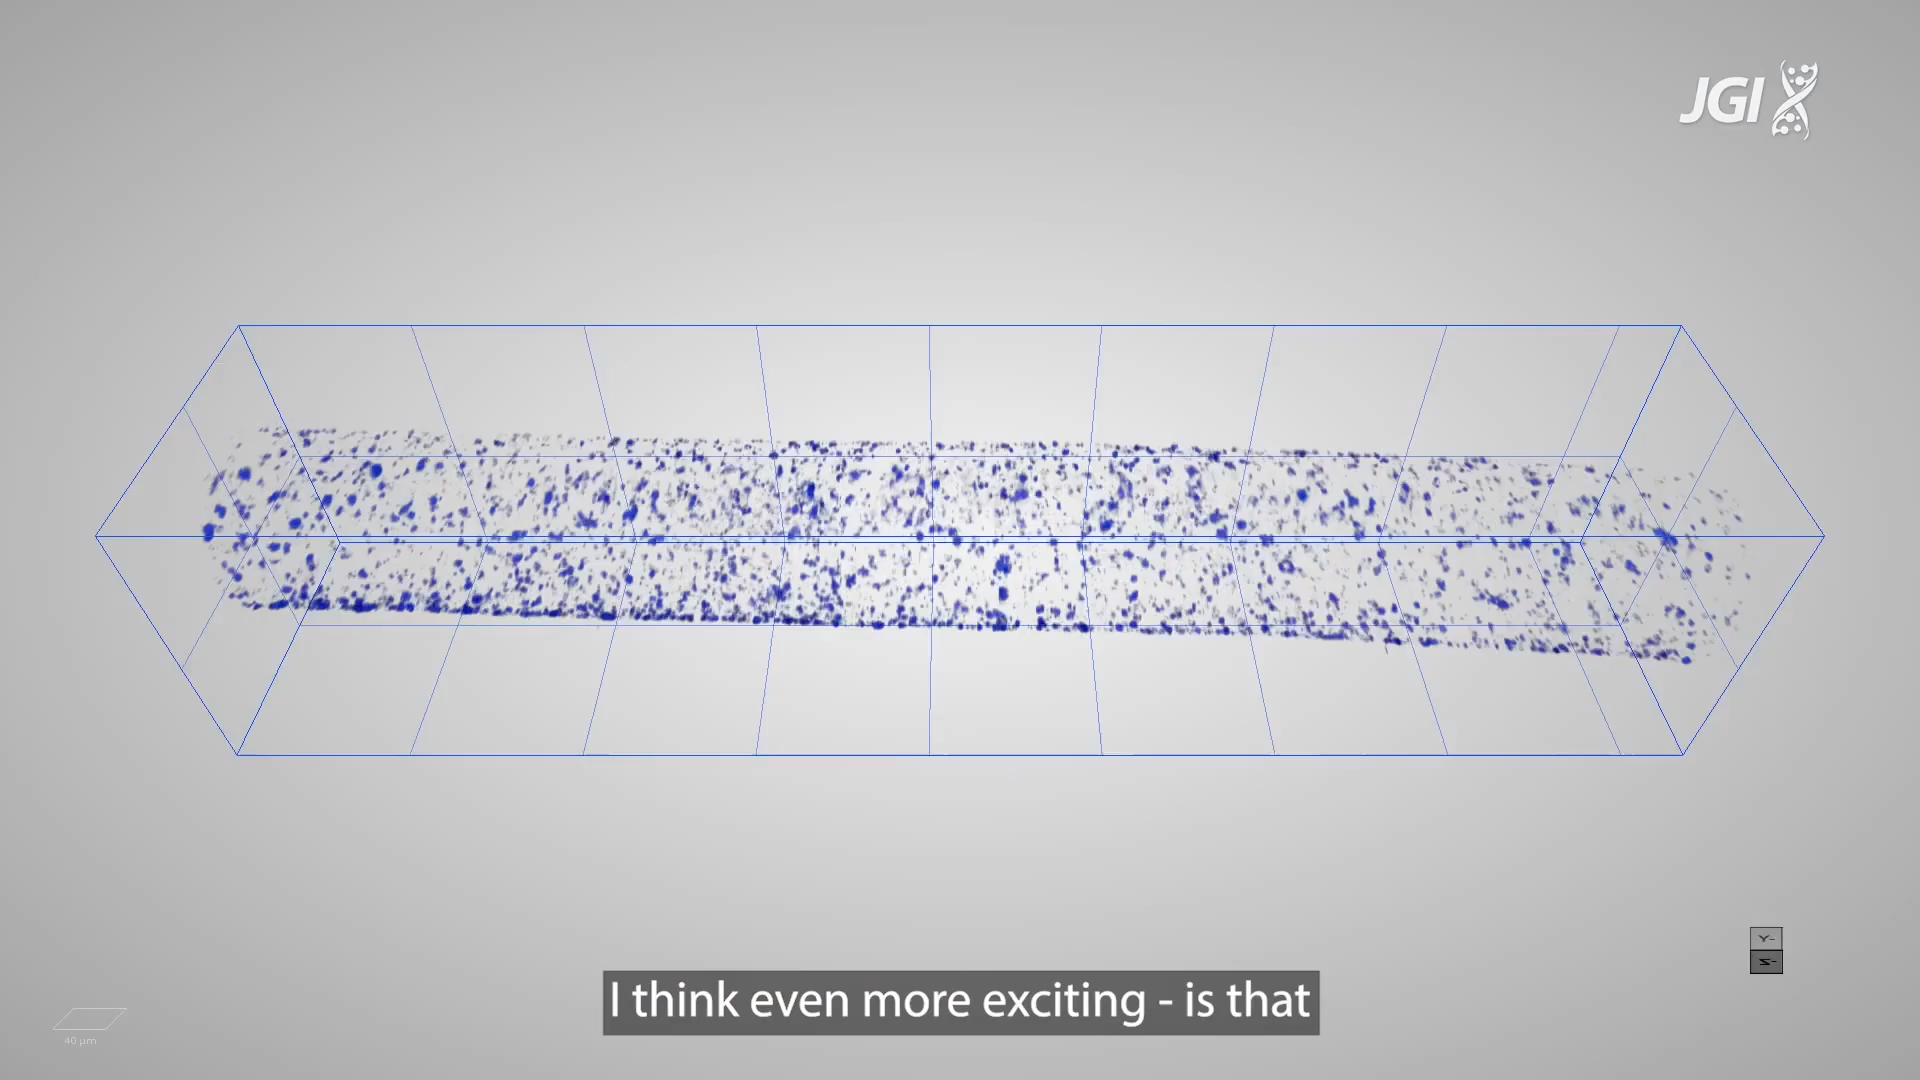 JGI
Y-
Z-
I think even more exciting - is that
40 µm